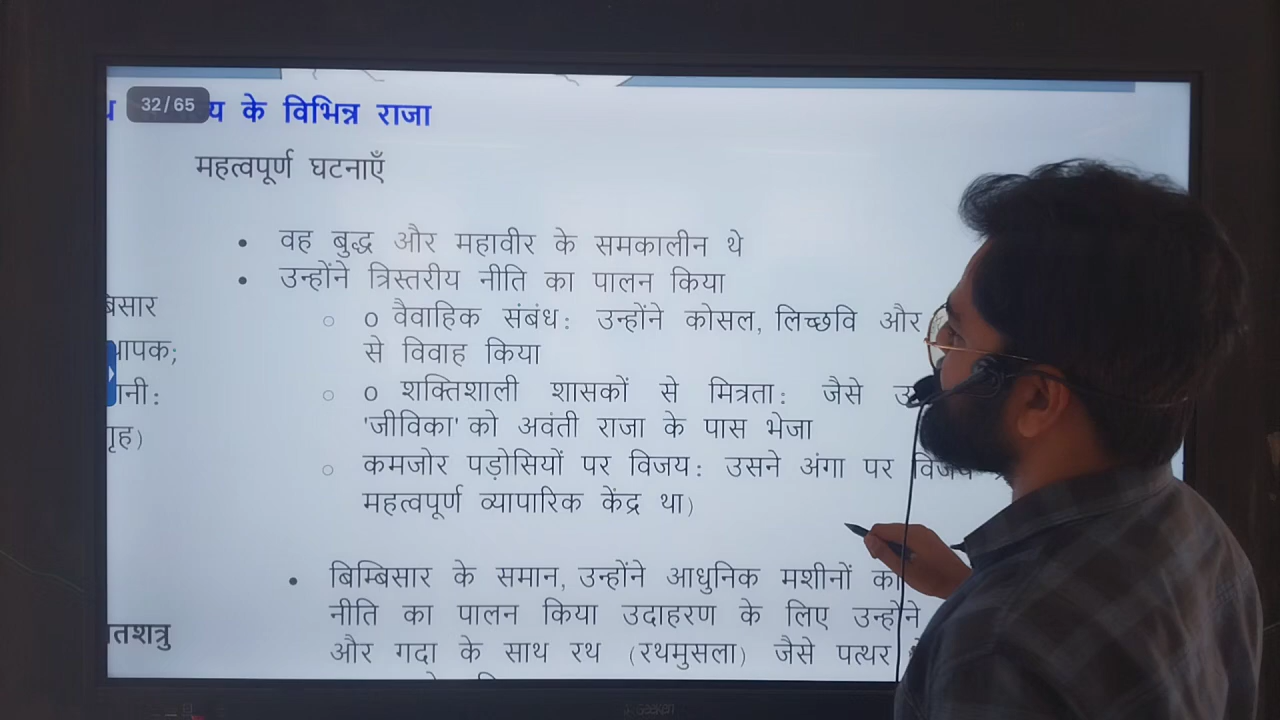 32/65
य के विभिन्न राजा
महत्वपूर्ण घटनाएँ
• वह बुद्ध और महावीर के समकालीन थे
• उन्होंने त्रिस्तरीय नीति का पालन किया
○ o वैवाहिक संबंध: उन्होंने कोसल, लिच्छवि और
से विवाह किया
○ o शक्तिशाली शासकों से मित्रता: जैसे
'जीविका' को अवंती राजा के पास भेजा
○ कमजोर पड़ोसियों पर विजय: उसने अंगा पर विजय
महत्वपूर्ण व्यापारिक केंद्र था)
• बिम्बिसार के समान, उन्होंने आधुनिक मशीनों की
नीति का पालन किया उदाहरण के लिए उन्होंने
और गदा के साथ रथ (रथमुसला) जैसे पत्थर
बिसार
थापक;
ानी:
गृह)
तशत्रु